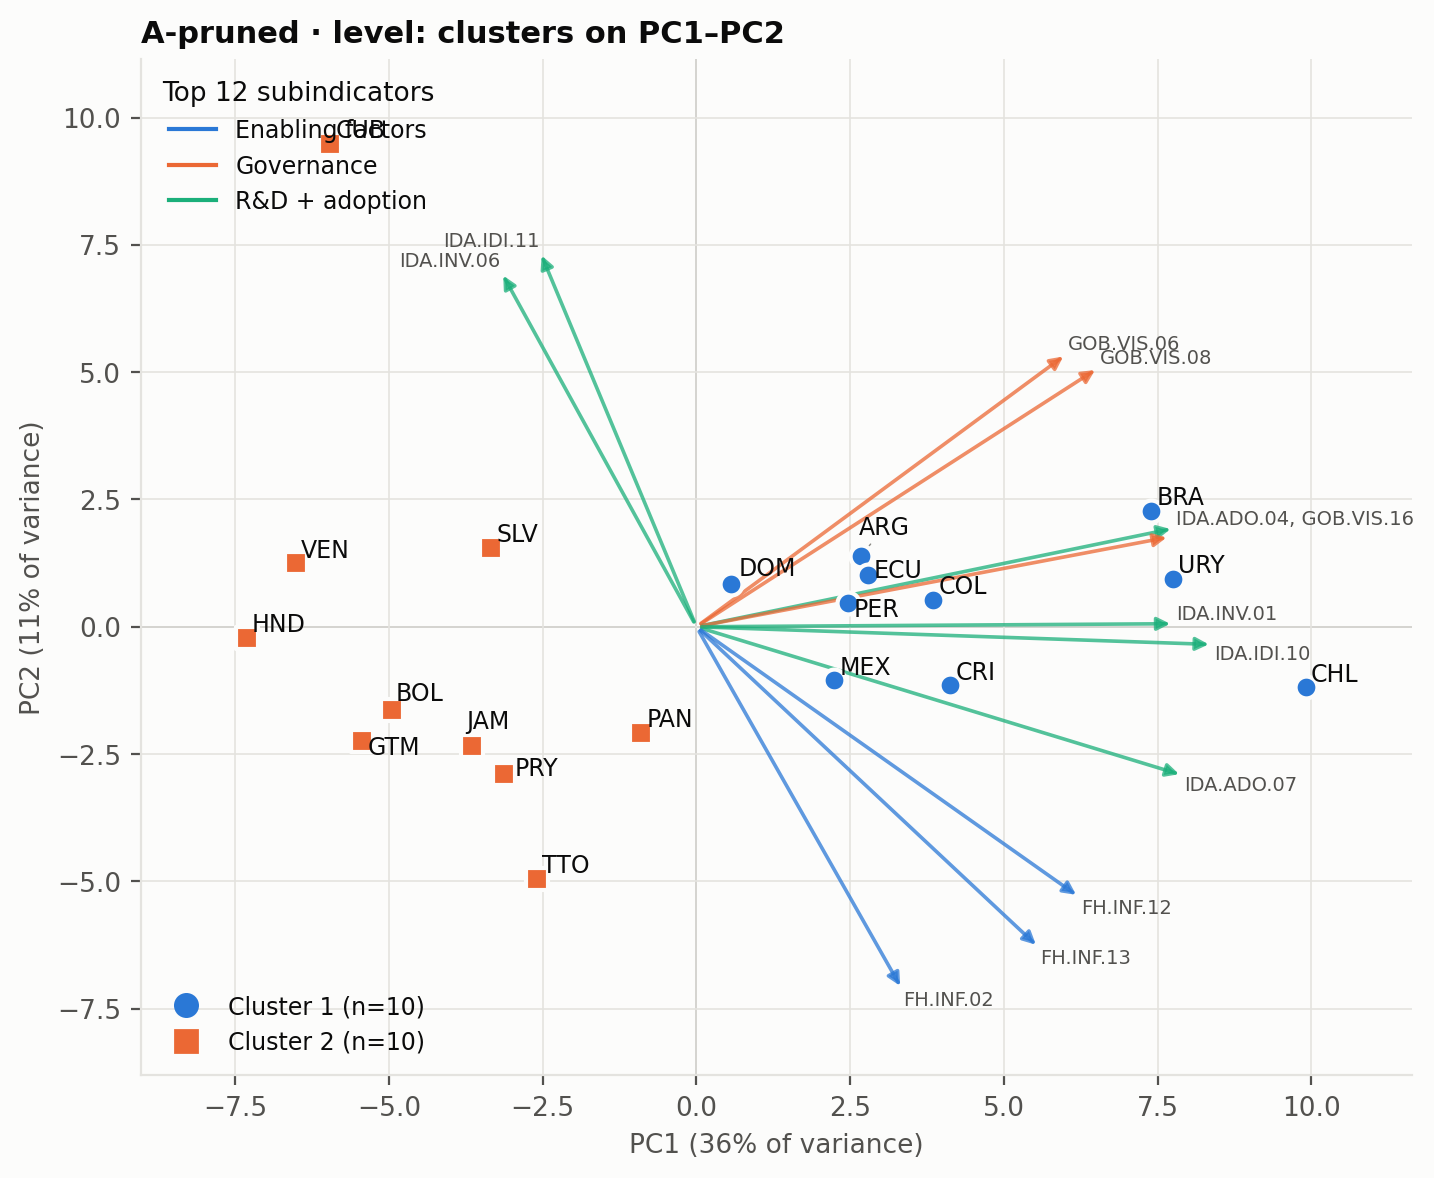 A-pruned · level: clusters on PC1–PC2
Top 12 subindicators
Enabling factors
Governance
R&D + adoption
CUB
IDA.IDI.11
IDA.INV.06
GOB.VIS.06
GOB.VIS.08
BRA
IDA.ADO.04, GOB.VIS.16
ARG
SLV
VEN
DOM
ECU
URY
COL
PER
IDA.INV.01
HND
IDA.IDI.10
MEX
CRI
CHL
BOL
JAM
PAN
GTM
PRY
IDA.ADO.07
TTO
FH.INF.12
FH.INF.13
FH.INF.02
Cluster 1 (n=10)
Cluster 2 (n=10)
10.0
7.5
5.0
2.5
0.0
−2.5
−5.0
−7.5
PC2 (11% of variance)
−7.5 −5.0 −2.5 0.0 2.5 5.0 7.5 10.0
PC1 (36% of variance)